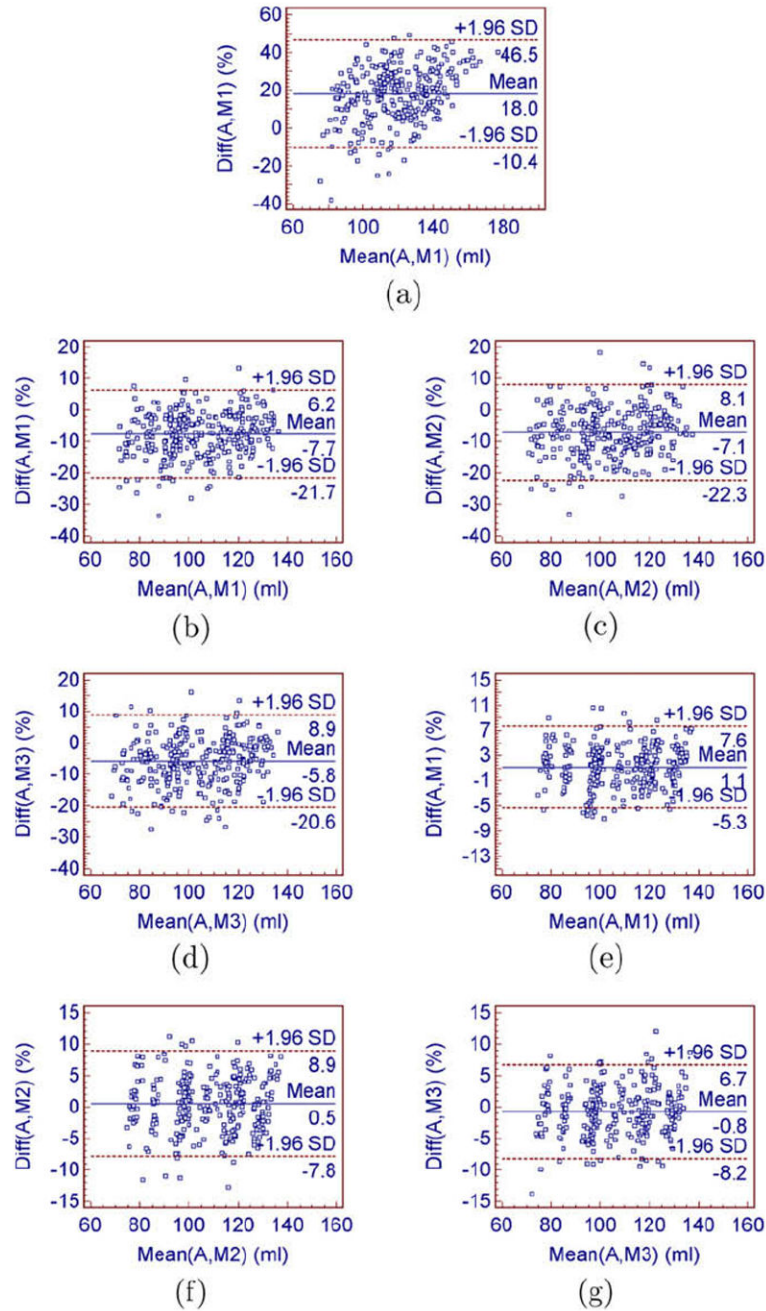 60
40
20
0
-20
-40
Diff(A,M1) (%)
+1.96 SD
46.5
Mean
18.0
-1.96 SD
-10.4
60 100 140 180
Mean(A,M1) (ml)
(a)
20
10
0
-10
-20
-30
-40
Diff(A,M1) (%)
+1.96 SD
6.2
Mean
-7.7
-1.96 SD
-21.7
60 80 100 120 140 160
Mean(A,M1) (ml)
(b)
20
10
0
-10
-20
-30
-40
Diff(A,M2) (%)
+1.96 SD
8.1
Mean
-7.1
-1.96 SD
-22.3
60 80 100 120 140 160
Mean(A,M2) (ml)
(c)
20
10
0
-10
-20
-30
-40
Diff(A,M3) (%)
+1.96 SD
8.9
Mean
-5.8
-1.96 SD
-20.6
60 80 100 120 140 160
Mean(A,M3) (ml)
(d)
15
11
7
3
-1
-5
-9
-13
Diff(A,M1) (%)
+1.96 SD
7.6
Mean
1.1
-1.96 SD
-5.3
60 80 100 120 140 160
Mean(A,M1) (ml)
(e)
15
10
5
0
-5
-10
-15
Diff(A,M2) (%)
+1.96 SD
8.9
Mean
0.5
-1.96 SD
-7.8
60 80 100 120 140 160
Mean(A,M2) (ml)
(f)
15
10
5
0
-5
-10
-15
Diff(A,M3) (%)
+1.96 SD
6.7
Mean
-0.8
-1.96 SD
-8.2
60 80 100 120 140 160
Mean(A,M3) (ml)
(g)